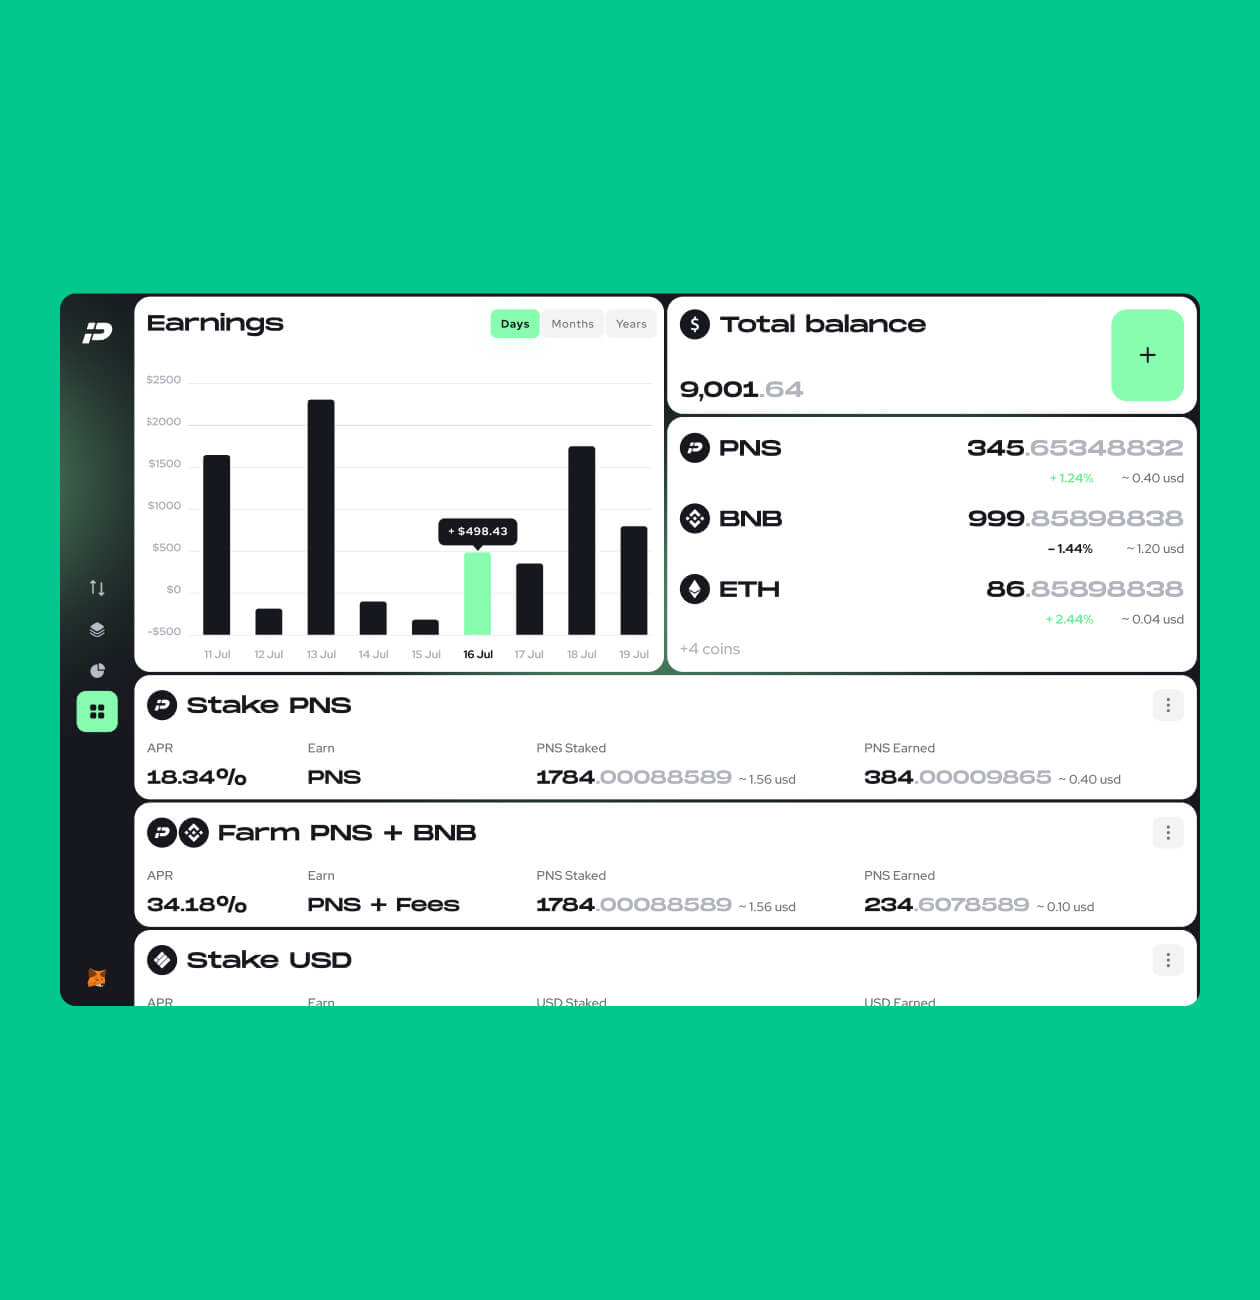 Earnings
Days Months Years
$2500
$2000
$1500
$1000
+ $498.43
$500
$0
-$500
11 Jul 12 Jul 13 Jul 14 Jul 15 Jul 16 Jul 17 Jul 18 Jul 19 Jul
$ Total balance
+
9,001.64
PNS 345.65348832
+ 1.24% ~ 0.40 usd
BNB 999.85898838
– 1.44% ~ 1.20 usd
ETH 86.85898838
+ 2.44% ~ 0.04 usd
+4 coins
Stake PNS
APR Earn PNS Staked PNS Earned
18.34% PNS 1784.00088589 ~ 1.56 usd 384.00009865 ~ 0.40 usd
Farm PNS + BNB
APR Earn PNS Staked PNS Earned
34.18% PNS + Fees 1784.00088589 ~ 1.56 usd 234.6078589 ~ 0.10 usd
Stake USD
APR Earn USD Staked USD Earned